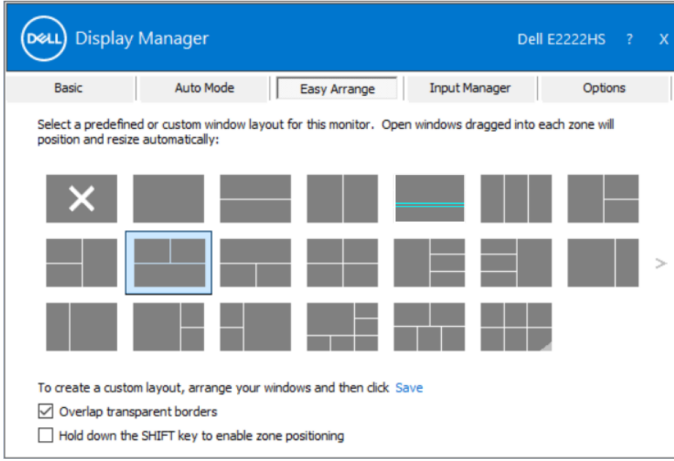 DELL Display Manager Dell E2222HS ? X
Basic Auto Mode Easy Arrange Input Manager Options
Select a predefined or custom window layout for this monitor. Open windows dragged into each zone will
position and resize automatically:
To create a custom layout, arrange your windows and then click Save
Overlap transparent borders
Hold down the SHIFT key to enable zone positioning